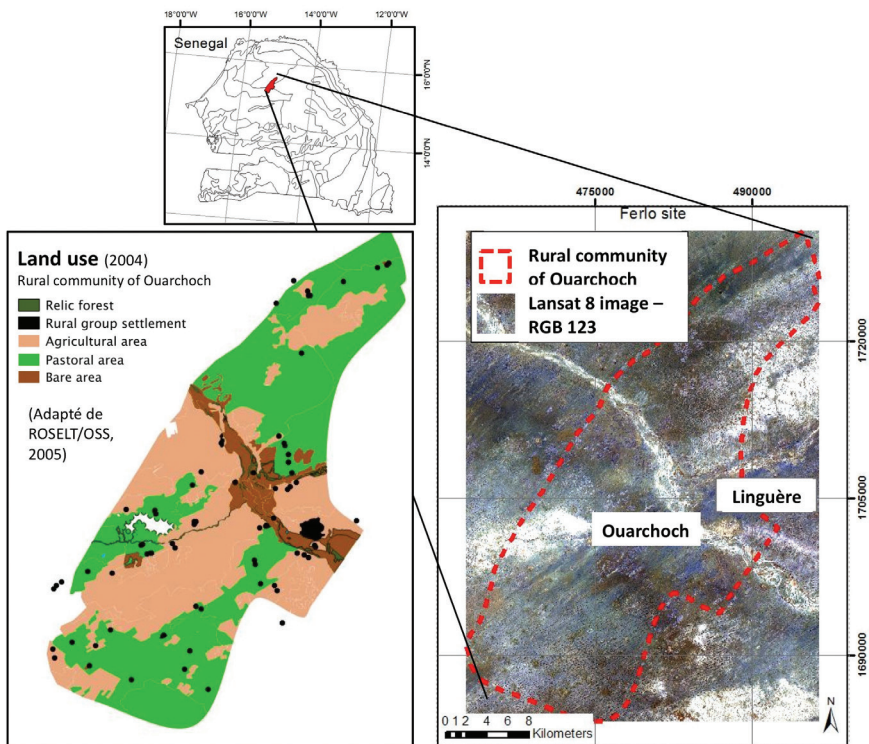 18°0'0"W 16°0'0"W 14°0'0"W 12°0'0"W
Senegal
16°0'0"N
14°0'0"N
Land use (2004)
Rural community of Ouarchoch
Relic forest
Rural group settlement
Agricultural area
Pastoral area
Bare area
(Adapté de
ROSELT/OSS,
2005)
475000 490000
Ferlo site
Rural community
of Ouarchoch
Lansat 8 image –
RGB 123
1720000
1705000
1690000
Linguère
Ouarchoch
0 1 2 4 6 8
Kilometers
N